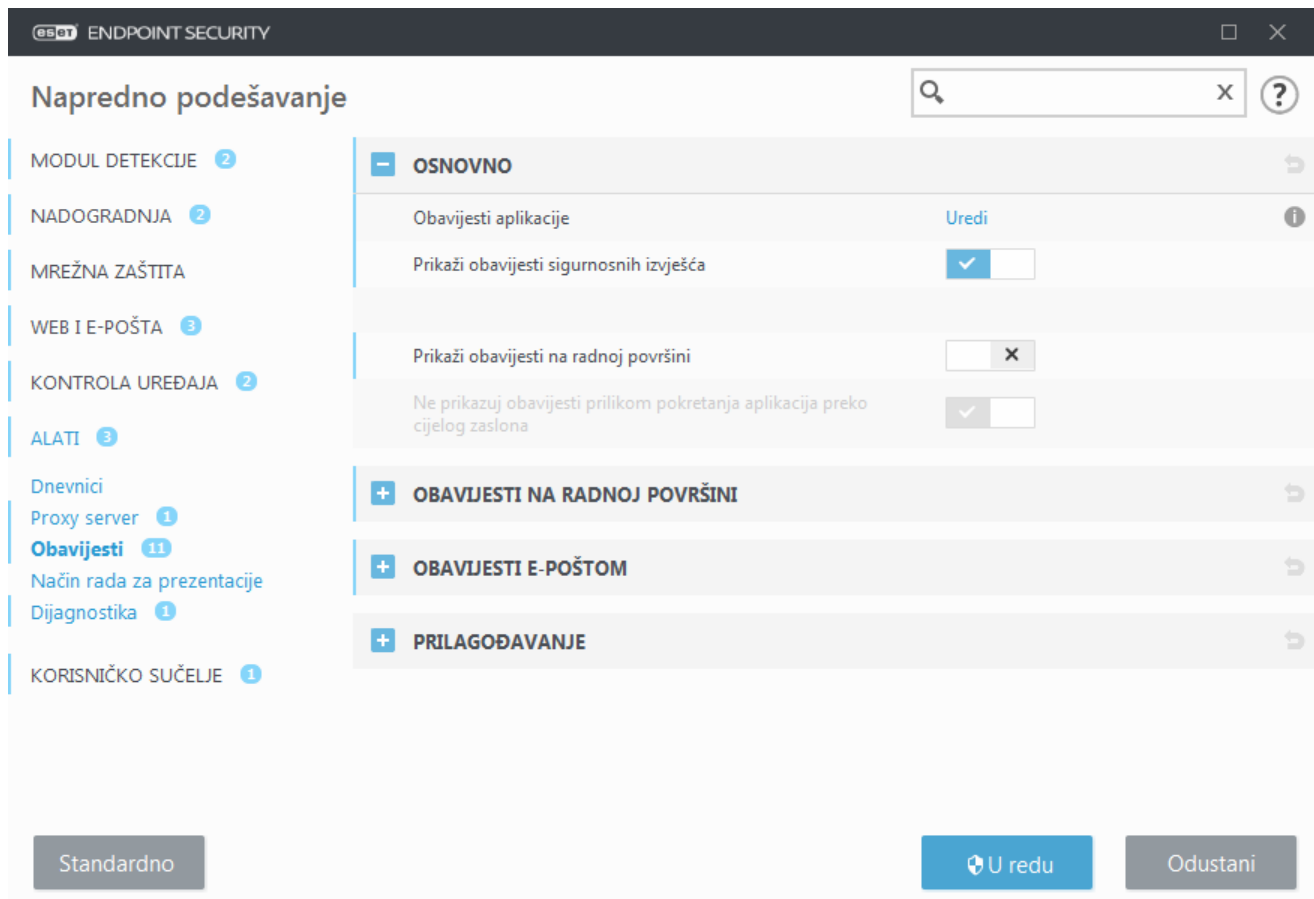 eset ENDPOINT SECURITY
Napredno podešavanje
MODUL DETEKCIJE 2
NADOGRADNJA 2
MREŽNA ZAŠTITA
WEB I E-POŠTA 3
KONTROLA UREĐAJA 2
ALATI 3
Dnevnici
Proxy server 1
Obavijesti 11
Način rada za prezentacije
Dijagnostika 1
KORISNIČKO SUČELJE 1
OSNOVNO
Obavijesti aplikacije Uredi
Prikaži obavijesti sigurnosnih izvješća
Prikaži obavijesti na radnoj površini
Ne prikazuj obavijesti prilikom pokretanja aplikacija preko
cijelog zaslona
OBAVIJESTI NA RADNOJ POVRŠINI
OBAVIJESTI E-POŠTOM
PRILAGOĐAVANJE
Standardno U redu Odustani